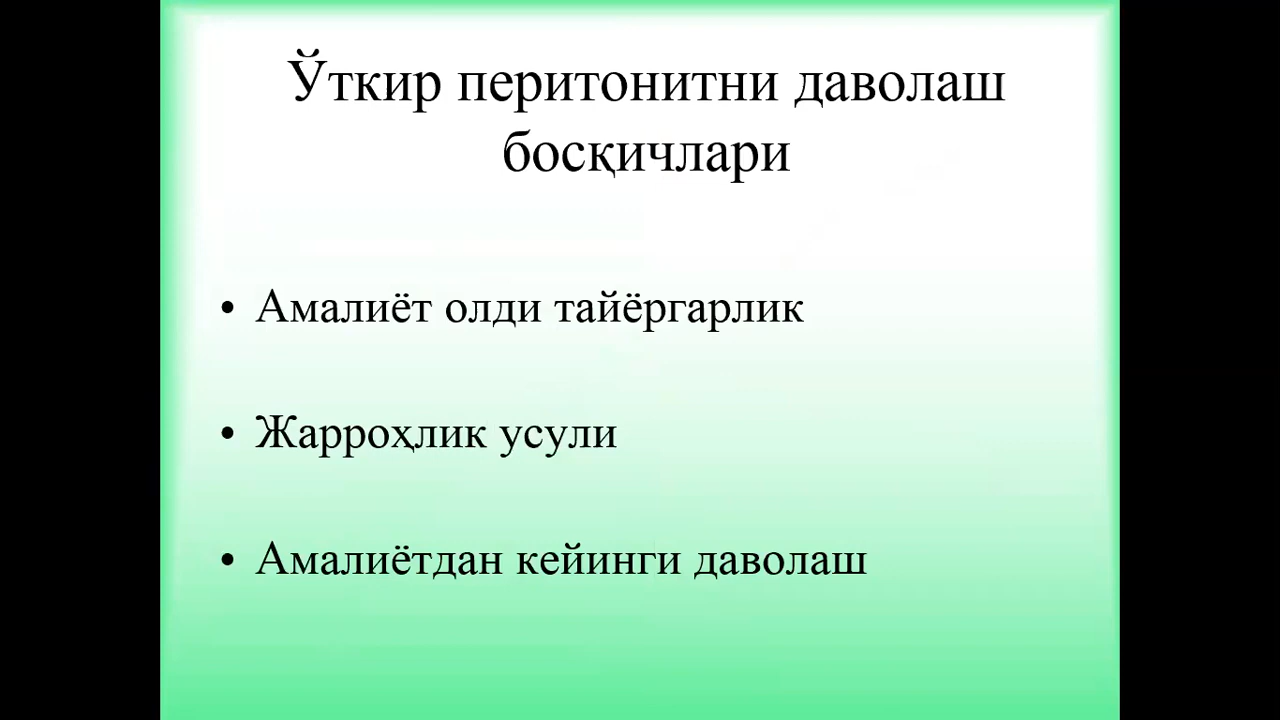 Ўткир перитонитни даволаш
босқичлари
• Амалиёт олди тайёргарлик
• Жарроҳлик усули
• Амалиётдан кейинги даволаш